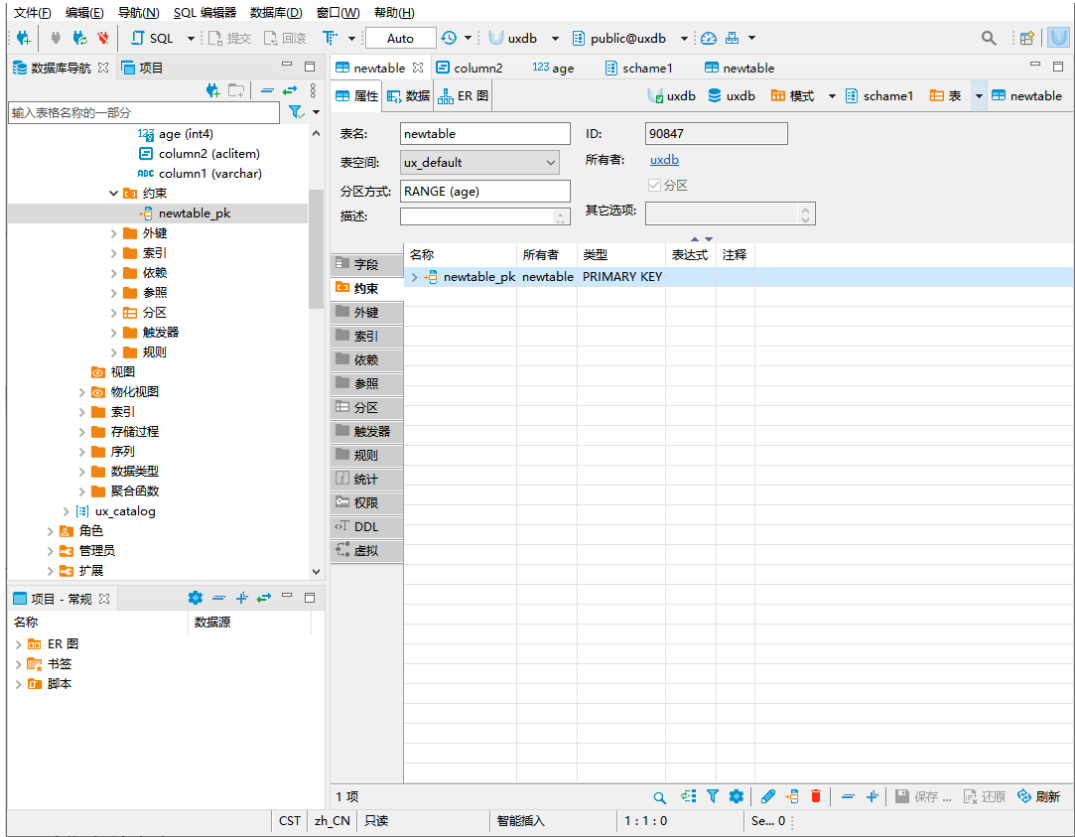 文件(F) 编辑(E) 导航(N) SQL 编辑器 数据库(D) 窗口(W) 帮助(H)
SQL 提交 回滚 Auto uxdb public@uxdb
数据库导航 项目
输入表格名称的一部分
123 age (int4)
column2 (aclitem)
ABC column1 (varchar)
约束
newtable_pk
外键
索引
依赖
参照
分区
触发器
规则
视图
物化视图
索引
存储过程
序列
数据类型
聚合函数
ux_catalog
角色
管理员
扩展
项目 - 常规
名称 数据源
ER 图
书签
脚本
newtable column2 123 age schame1 newtable
属性 数据 ER 图 uxdb uxdb 模式 schame1 表 newtable
表名: newtable ID: 90847
表空间: ux_default 所有者: uxdb
分区方式: RANGE (age) 分区
描述: 其它选项:
名称 所有者 类型 表达式 注释
newtable_pk newtable PRIMARY KEY
字段
约束
外键
索引
依赖
参照
分区
触发器
规则
统计
权限
DDL
虚拟
1 项 保存 ... 还原 刷新
CST zh_CN 只读 智能插入 1 : 1 : 0 Se... 0